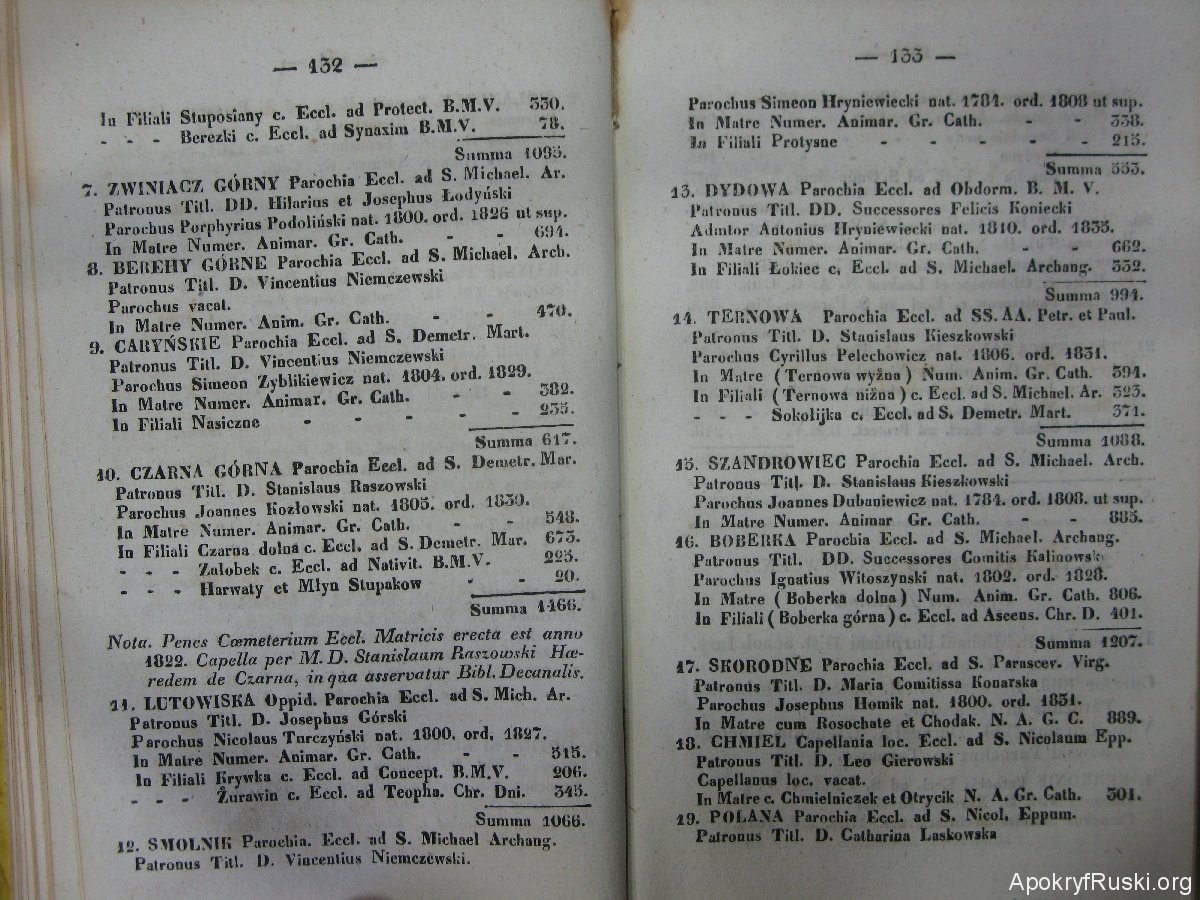 — 132 —
In Filiali Stuposiany c. Eccl. ad Protect. B.M.V. 330.
- - - Berezki c. Eccl. ad Synaxim B.M.V. 78.
Summa 1095.
7. ZWINIACZ GÓRNY Parochia Eccl. ad S. Michael. Ar.
Patronus Titl. DD. Hilarius et Josephus Łodyński
Parochus Porphyrius Podoliński nat. 1800. ord. 1826 ut sup.
In Matre Numer. Animar. Gr. Cath. - - 694.
8. BEREHY GÓRNE Parochia Eccl. ad S. Michael. Arch.
Patronus Titl. D. Vincentius Niemczewski
Parochus vacat.
In Matre Numer. Anim. Gr. Cath. - - 470.
9. CARYŃSKIE Parochia Eccl. ad S. Demetr. Mart.
Patronus Titl. D. Vincentius Niemczewski
Parochus Simeon Zyblikiewicz nat. 1804. ord. 1829.
In Matre Numer. Animar. Gr. Cath. - - 382.
In Filiali Nasiczne - - - - 235.
Summa 617.
10. CZARNA GÓRNA Parochia Eccl. ad S. Demetr. Mar.
Patronus Titl. D. Stanislaus Raszowski
Parochus Joannes Kozłowski nat. 1805. ord. 1830.
In Matre Numer. Animar. Gr. Cath. - - 548.
In Filiali Czarna dolna c. Eccl. ad S. Demetr. Mar. 673.
- - - Załobek c. Eccl. ad Nativit. B.M.V. 225.
- - - Harwaty et Młyn Stupakow - - 20.
Summa 1466.
Nota. Penes Cœmeterium Eccl. Matricis erecta est anno
1822. Capella per M. D. Stanislaum Raszowski Hœ-
redem de Czarna, in qua asservatur Bibl. Decanalis.
11. LUTOWISKA Oppid. Parochia Eccl. ad S. Mich. Ar.
Patronus Titl. D. Josephus Górski
Parochus Nicolaus Turczyński nat. 1800. ord. 1827.
In Matre Numer. Animar. Gr. Cath. - - 515.
In Filiali Krywka c. Eccl. ad Concept. B.M.V. 206.
- - - Żurawin c. Eccl. ad Teopha. Chr. Dni. 345.
Summa 1066.
12. SMOLNIK Parochia. Eccl. ad S. Michael Archang.
Patronus Titl. D. Vincentius Niemczewski.
— 133 —
Parochus Simeon Hryniewiecki nat. 1784. ord. 1808 ut sup.
In Matre Numer. Animar. Gr. Cath. - - 338.
In Filiali Protysne - - - - 215.
Summa 553.
13. DYDOWA Parochia Eccl. ad Obdorm. B. M. V.
Patronus Titl. DD. Successores Felicis Koniecki
Admtor Antonius Hryniewiecki nat. 1810. ord. 1835.
In Matre Numer. Animar. Gr. Cath. - - 662.
In Filiali Łokiec c, Eccl. ad S. Michael. Archang. 332.
Summa 994.
14. TERNOWA Parochia Eccl. ad SS. AA. Petr. et Paul.
Patronus Titl. D. Stanislaus Kieszkowski
Parochus Cyrillus Pelechowicz nat. 1806. ord. 1831.
In Matre (Ternowa wyżna) Num. Anim. Gr. Cath. 394.
In Filiali (Ternowa niżna) c. Eccl. ad S. Michael. Ar. 323.
- - - Sokolijka c. Eccl. ad S. Demetr. Mart. 371.
Summa 1088.
15. SZANDROWIEC Parochia Eccl. ad S. Michael. Arch.
Patronus Titl. D. Stanislaus Kieszkowski
Parochus Joannes Dubaniewicz nat. 1784. ord. 1808. ut sup.
In Matre Numer. Animar Gr. Cath. - - 885.
16. BOBERKA Parochia Eccl. ad S. Michael. Archang.
Patronus Titl. DD. Successores Comitis Kalinowski
Parochus Ignatius Witoszynski nat. 1802. ord. 1828.
In Matre (Boberka dolna) Num. Anim. Gr. Cath. 806.
In Filiali (Boberka górna) c. Eccl. ad Ascens. Chr. D. 401.
Summa 1207.
17. SKORODNE Parochia Eccl. ad S. Parascev. Virg.
Patronus Titl. D. Maria Comitissa Konarska
Parochus Josephus Homik nat. 1800. ord. 1831.
In Matre cum Rosochate et Chodak. N. A. G. C. 889.
18. CHMIEL Capellania loc. Eccl. ad S. Nicolaum Epp.
Patronus Titl. D. Leo Gierowski
Capellanus loc. vacat.
In Matre c. Chmielniczek et Otrycik N. A. Gr. Cath. 301.
19. POLANA Parochia Eccl. ad S. Nicol. Eppum.
Patronus Titl. D. Catharina Laskowska
ApokryfRuski.org